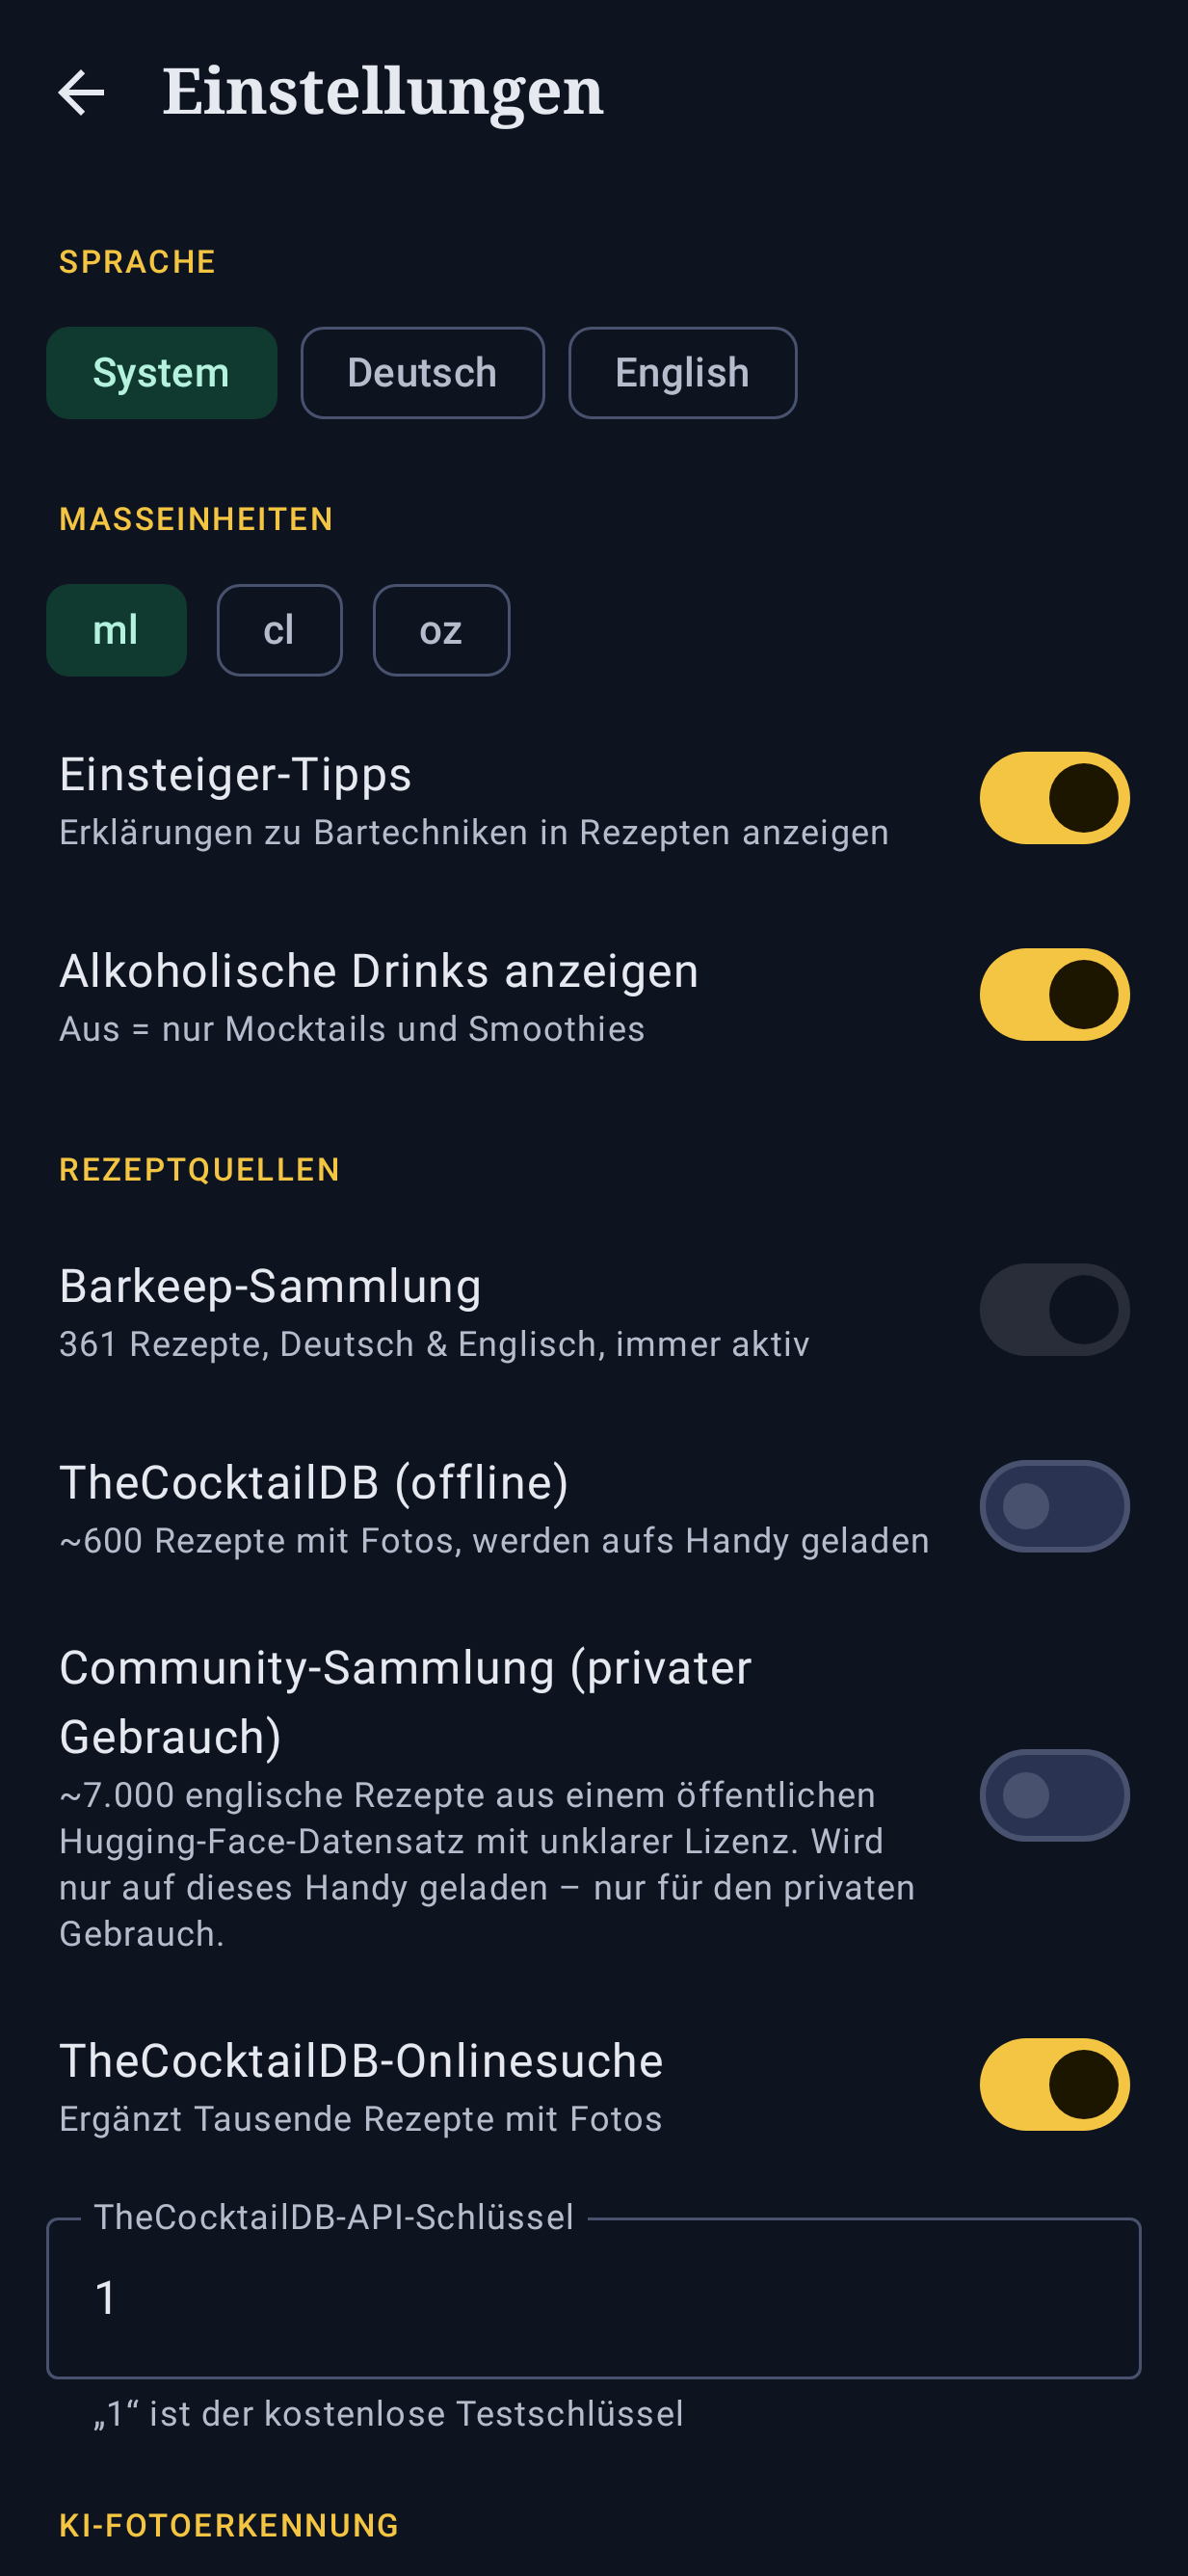 Einstellungen
SPRACHE
System
Deutsch
English
MASSEINHEITEN
ml
cl
oz
Einsteiger-Tipps
Erklärungen zu Bartechniken in Rezepten anzeigen
Alkoholische Drinks anzeigen
Aus = nur Mocktails und Smoothies
REZEPTQUELLEN
Barkeep-Sammlung
361 Rezepte, Deutsch & Englisch, immer aktiv
TheCocktailDB (offline)
~600 Rezepte mit Fotos, werden aufs Handy geladen
Community-Sammlung (privater
Gebrauch)
~7.000 englische Rezepte aus einem öffentlichen
Hugging-Face-Datensatz mit unklarer Lizenz. Wird
nur auf dieses Handy geladen – nur für den privaten
Gebrauch.
TheCocktailDB-Onlinesuche
Ergänzt Tausende Rezepte mit Fotos
TheCocktailDB-API-Schlüssel
1
„1“ ist der kostenlose Testschlüssel
KI-FOTOERKENNUNG